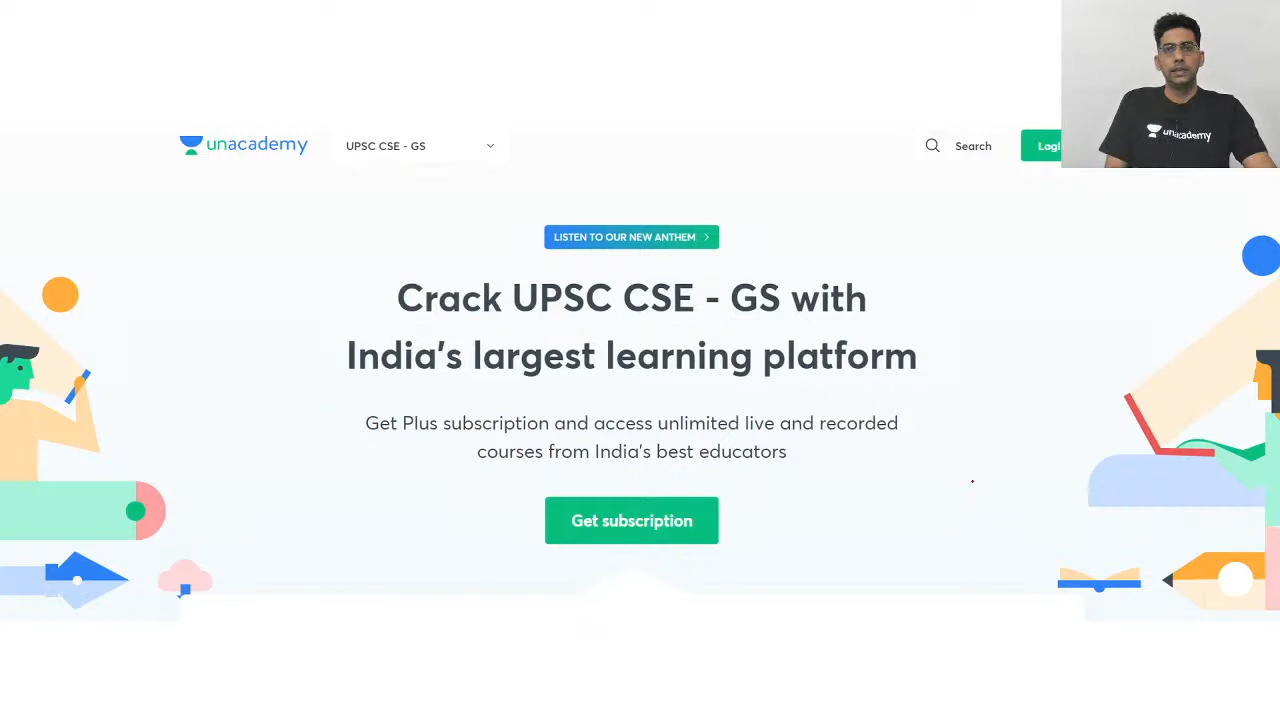 unacademy
UPSC CSE - GS
Search
Logi
unacademy
LISTEN TO OUR NEW ANTHEM
Crack UPSC CSE - GS with
India's largest learning platform
Get Plus subscription and access unlimited live and recorded
courses from India's best educators
Get subscription